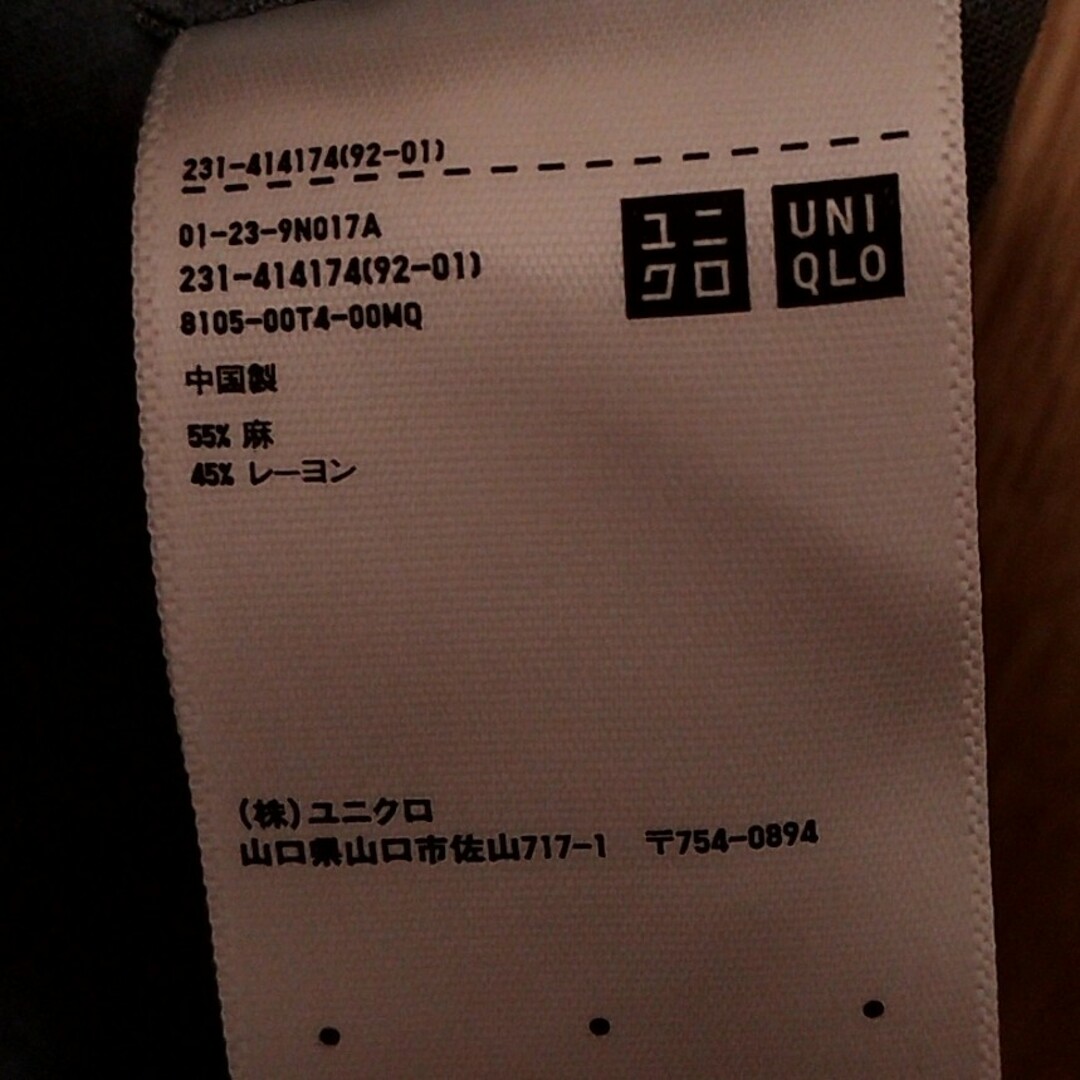 231-414174(92-01)
01-23-9N017A
231-414174(92-01)
8105-00T4-00MQ
ユニ
クロ
UNI
QLO
中国製
55% 麻
45% レーヨン
(株)ユニクロ
山口県山口市佐山717-1 〒754-0894